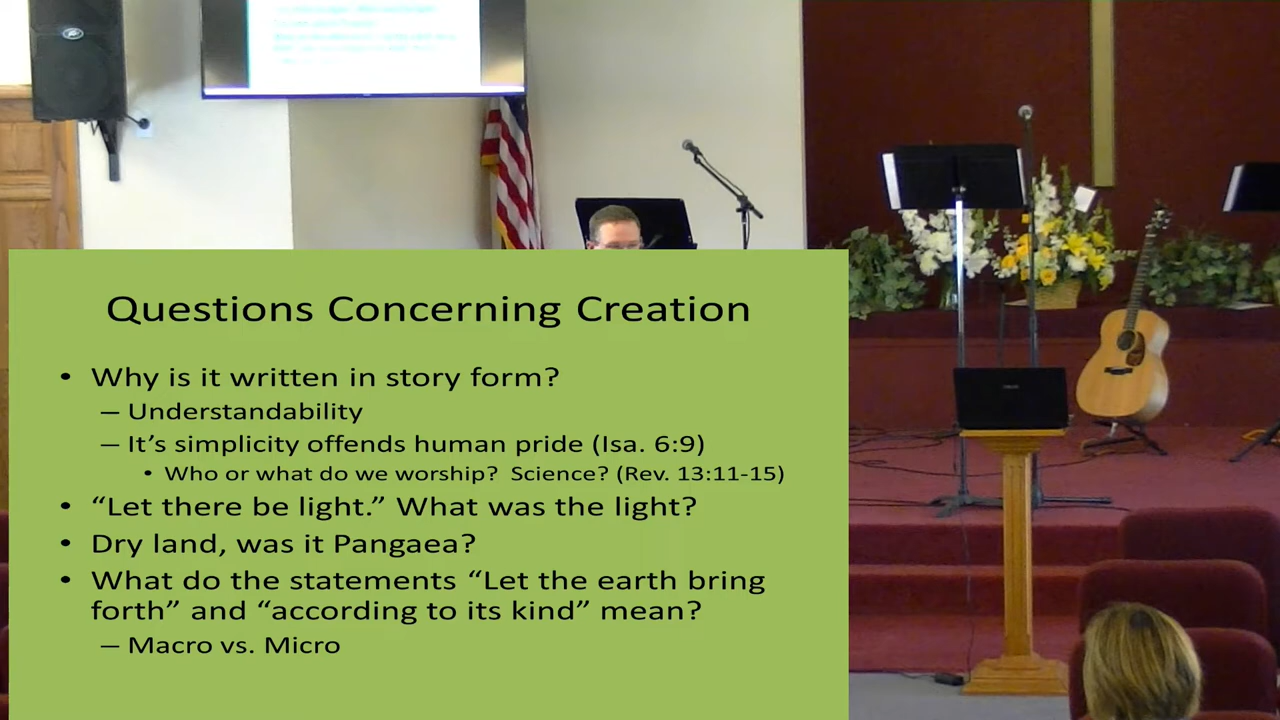 Questions Concerning Creation
• Why is it written in story form?
– Understandability
– It’s simplicity offends human pride (Isa. 6:9)
• Who or what do we worship? Science? (Rev. 13:11-15)
• “Let there be light.” What was the light?
• Dry land, was it Pangaea?
• What do the statements “Let the earth bring
forth” and “according to its kind” mean?
– Macro vs. Micro